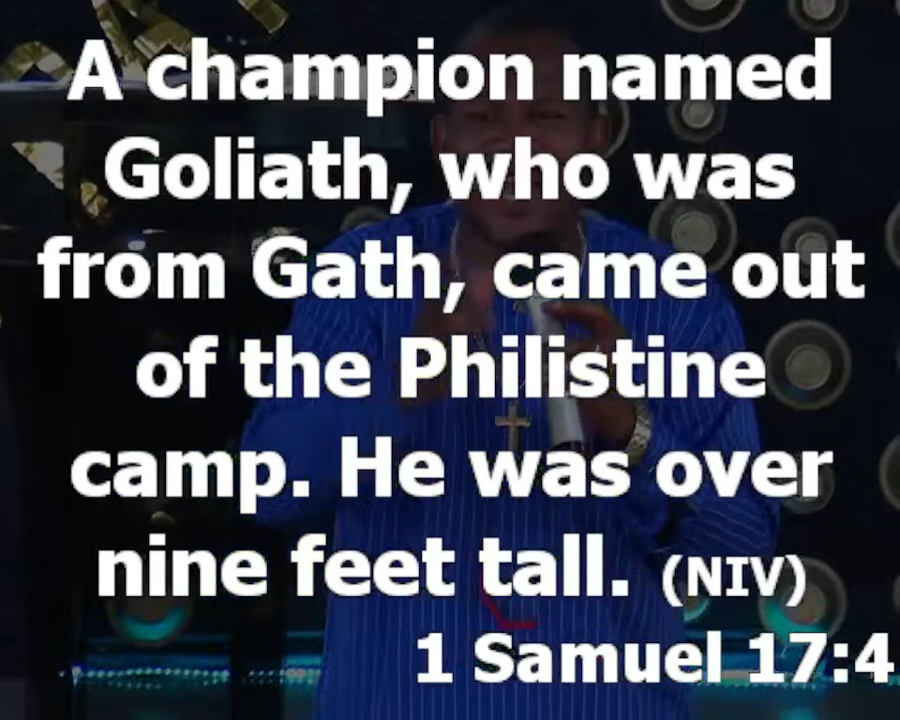 A champion named
Goliath, who was
from Gath, came out
of the Philistine
camp. He was over
nine feet tall. (NIV)
1 Samuel 17:4